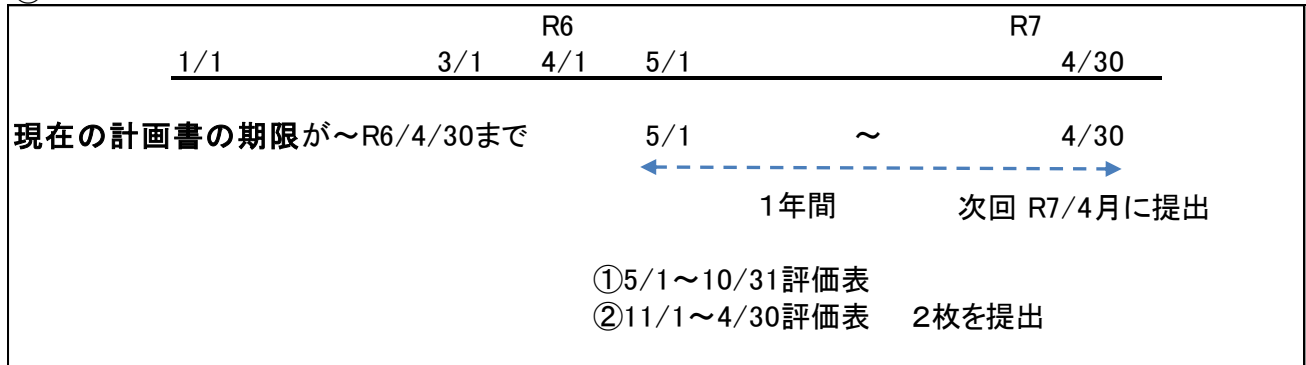 R6 R7
1/1 3/1 4/1 5/1 4/30
現在の計画書の期限が～R6/4/30まで 5/1 ～ 4/30
１年間 次回 R7/4月に提出
①5/1～10/31評価表
②11/1～4/30評価表 ２枚を提出